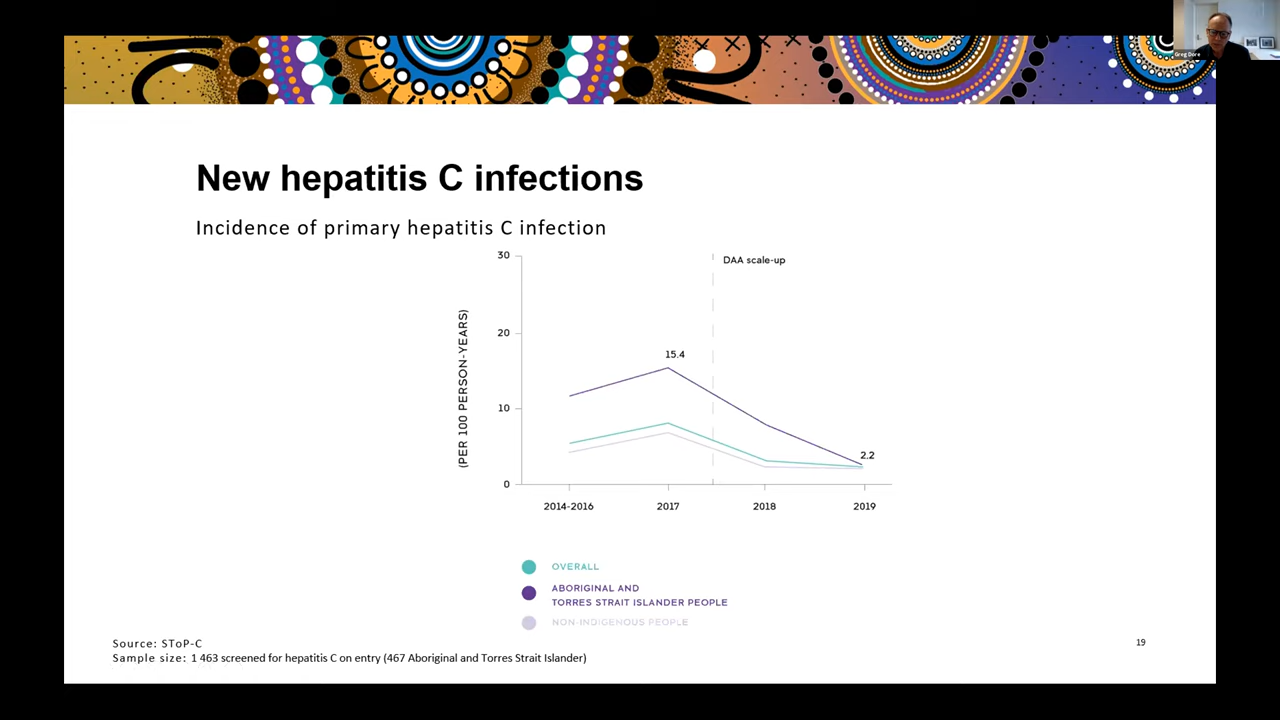 Greg Dore
New hepatitis C infections
Incidence of primary hepatitis C infection
30
DAA scale-up
20
15.4
10
2.2
0
(PER 100 PERSON-YEARS)
2014-2016 2017 2018 2019
OVERALL
ABORIGINAL AND
TORRES STRAIT ISLANDER PEOPLE
NON-INDIGENOUS PEOPLE
Source: SToP-C
19
Sample size: 1 463 screened for hepatitis C on entry (467 Aboriginal and Torres Strait Islander)